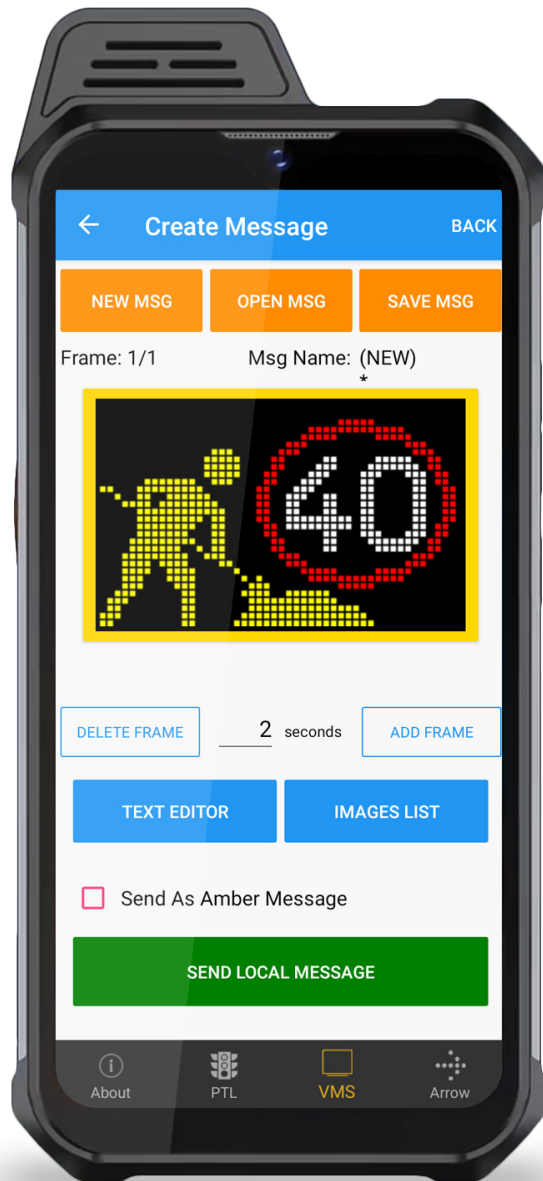 Create Message
BACK
NEW MSG
OPEN MSG
SAVE MSG
Frame: 1/1
Msg Name: (NEW)
*
40
DELETE FRAME
2 seconds
ADD FRAME
TEXT EDITOR
IMAGES LIST
Send As Amber Message
SEND LOCAL MESSAGE
About
PTL
VMS
Arrow